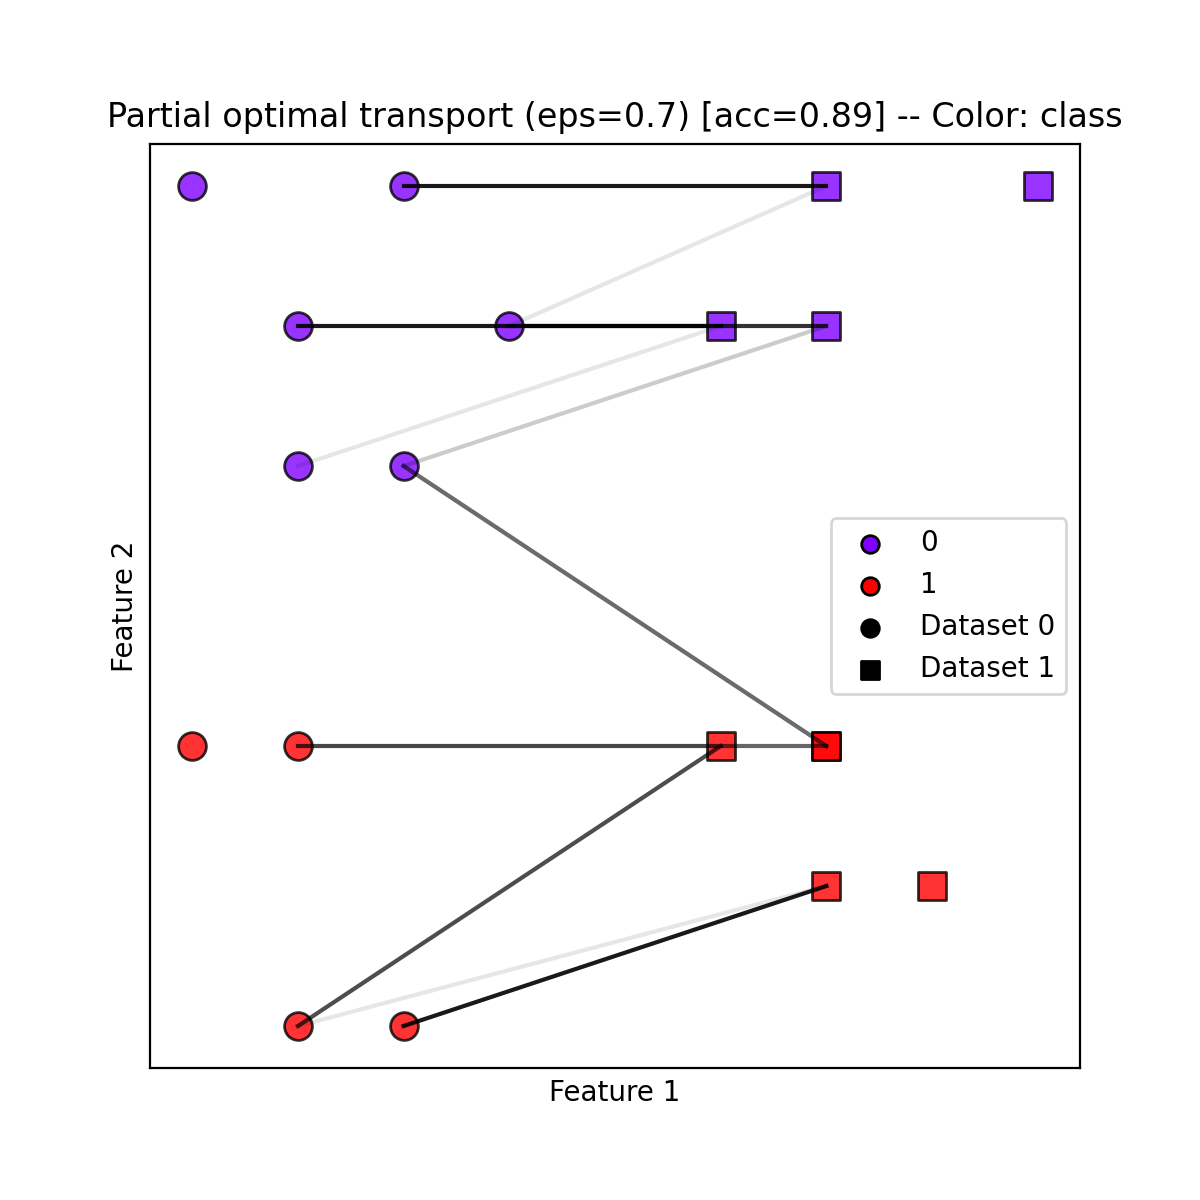 Partial optimal transport (eps=0.7) [acc=0.89] -- Color: class
Feature 2
0
1
Dataset 0
Dataset 1
Feature 1